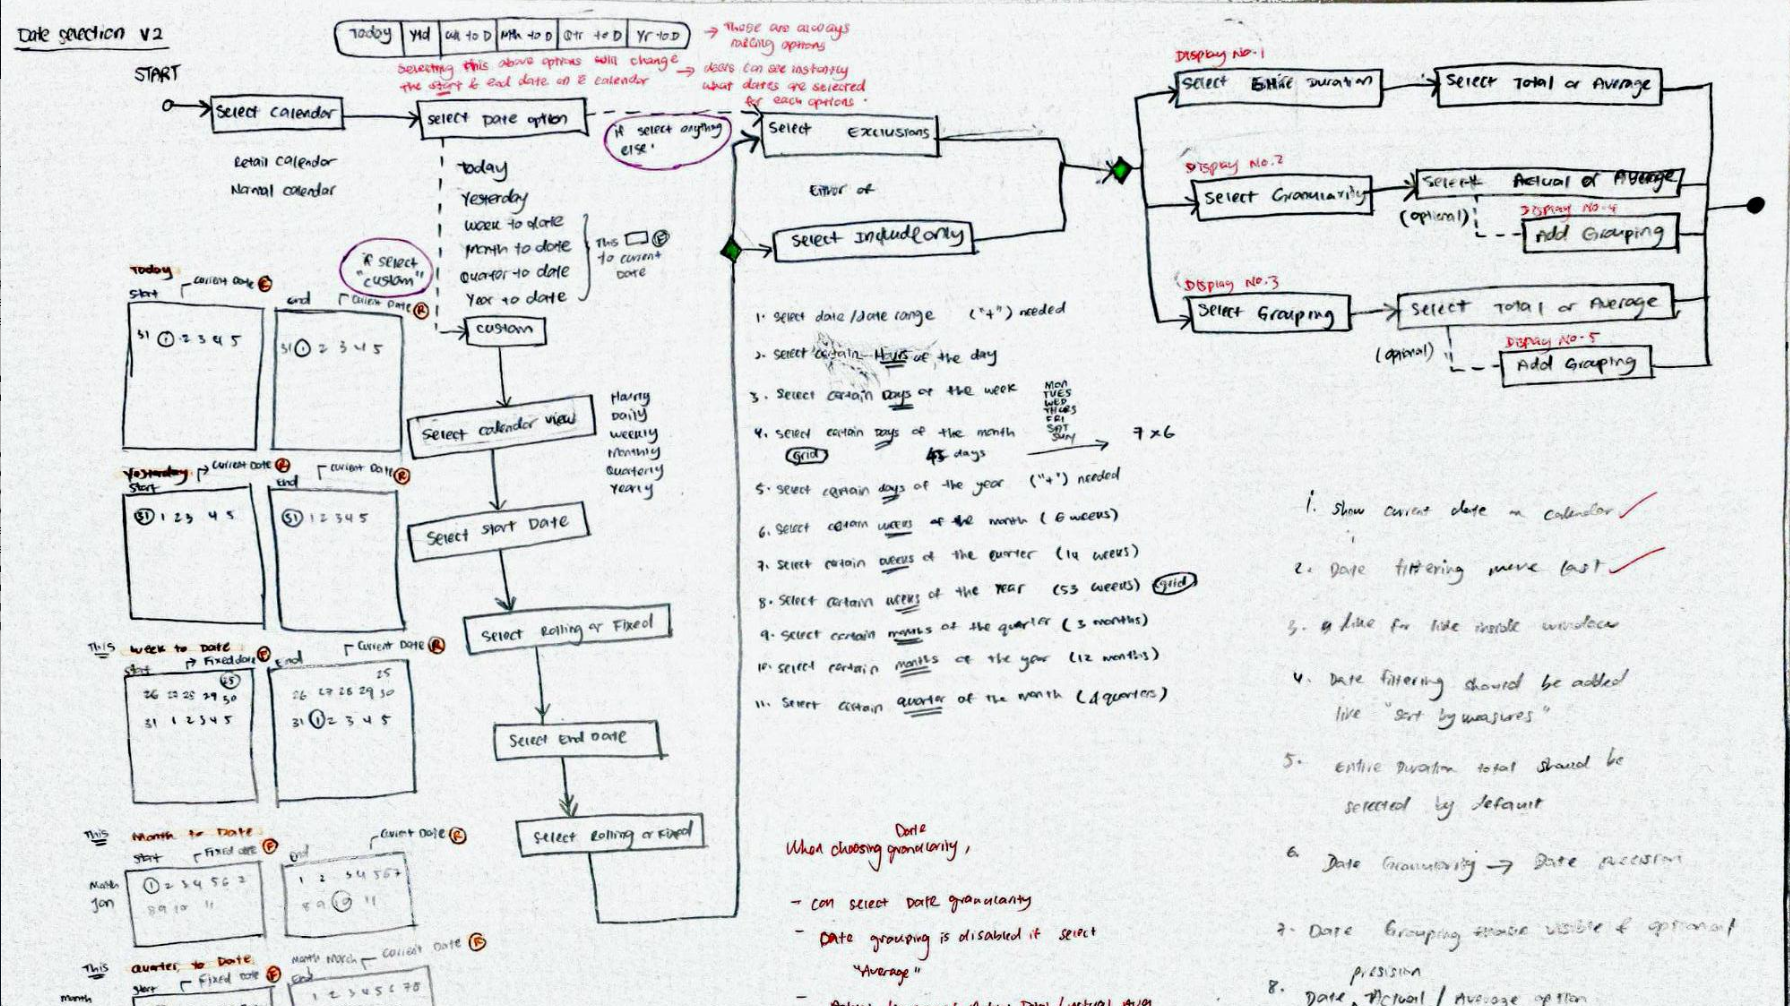 Date selection V2
START
Today | Ytd | Wk to D | Mth to D | Qtr to D | Yr to D
→ These are always rolling options
Selecting this above options will change the start & end date on calendar
→ users can see instantly
what dates are selected
for each options.
Select calendar
Retail calendar
Normal calendar
Select Date option
Today
Yesterday
week to date
Month to date
Quarter to date
Year to date
This (F)
to current
Date
if select anything
else.
if select
"custom"
custom
Select calendar view
Hourly
Daily
weekly
Monthly
Quarterly
Yearly
Select Start Date
Select Rolling or Fixed
Select End Date
Select Rolling or Fixed
Select Exclusions
Either or
Select Include only
Display No.1
Select Entire Duration
Select Total or Average
Display No.2
Select Granularity
Select Actual or Average
(optional)
Display No. 4
Add Grouping
Display No.3
Select Grouping
Select Total or Average
(optional)
Display No. 5
Add Grouping
Today
Start
Current Date (R)
End
Current Date (R)
31 1 2 3 4 5
31 1 2 3 4 5
Yesterday
Start
Current Date (R)
End
Current Date (R)
31 1 2 3 4 5
31 1 2 3 4 5
This week to Date
Start
Fixed date (F)
End
Current Date (R)
25
26 27 28 29 30
31 1 2 3 4 5
25
26 27 28 29 30
31 1 2 3 4 5
This Month to Date
Start
Fixed date (F)
End
Current Date (R)
Month
Jan
1 2 3 4 5 6 7
8 9 10 11
1 2 3 4 5 6 7
8 9 10 11
This quarter to Date
Start
Fixed Date (F)
Month March
End
Current Date (R)
Month
1 2 3 4 5 6 7 8
1. Select date/date range ("+") needed
2. Select certain Hours of the day
3. Select certain Days of the week
MON
TUES
WED
THURS
FRI
SAT
SUN
4. Select certain Days of the month
grid
days
7 x 6
5. Select certain days of the year ("+") needed
6. Select certain weeks of the month (6 weeks)
7. Select certain weeks of the quarter (14 weeks)
8. Select certain weeks of the Year (53 weeks) grid
9. Select certain months of the quarter (3 months)
10. Select certain months of the year (12 months)
11. Select certain quarter of the month (4 quarters)
Date
When choosing granularity,
- can select Date granularity
- Date grouping is disabled if select
"Average"
1. Show current date on calendar
2. Date filtering move last
3. line for hide inside window
4. Date filtering should be added
like "sort by measures"
5. Entire Duration total should be
selected by default
6. Date Granularity → Date precision
7. Date Grouping visible & optional
precision
8. Date Actual / Average option